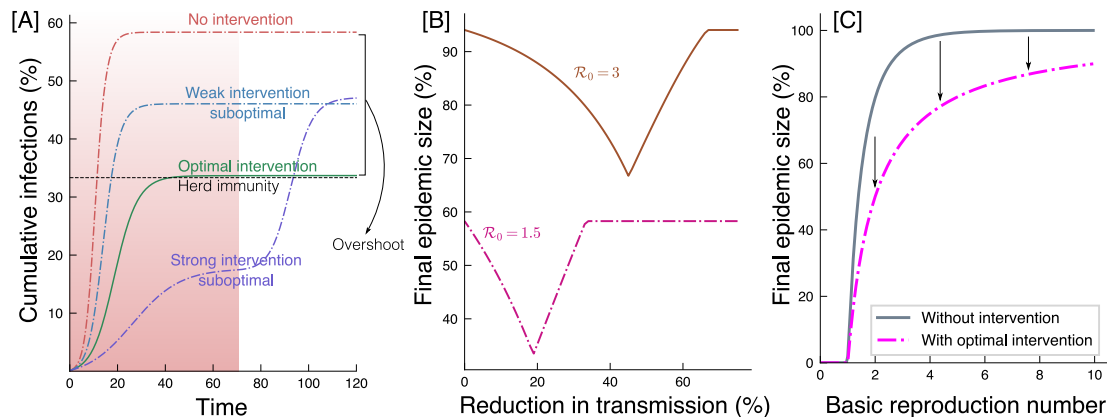 [A]
60
50
40
30
20
10
0
20
40
60
80
100
120
Cumulative infections (%)
Time
No intervention
Weak intervention
suboptimal
Optimal intervention
Herd immunity
Strong intervention
suboptimal
Overshoot
[B]
90
80
70
60
50
40
0
20
40
60
Final epidemic size (%)
Reduction in transmission (%)
R₀ = 3
R₀ = 1.5
[C]
100
80
60
40
20
0
0
2
4
6
8
10
Final epidemic size (%)
Basic reproduction number
Without intervention
With optimal intervention